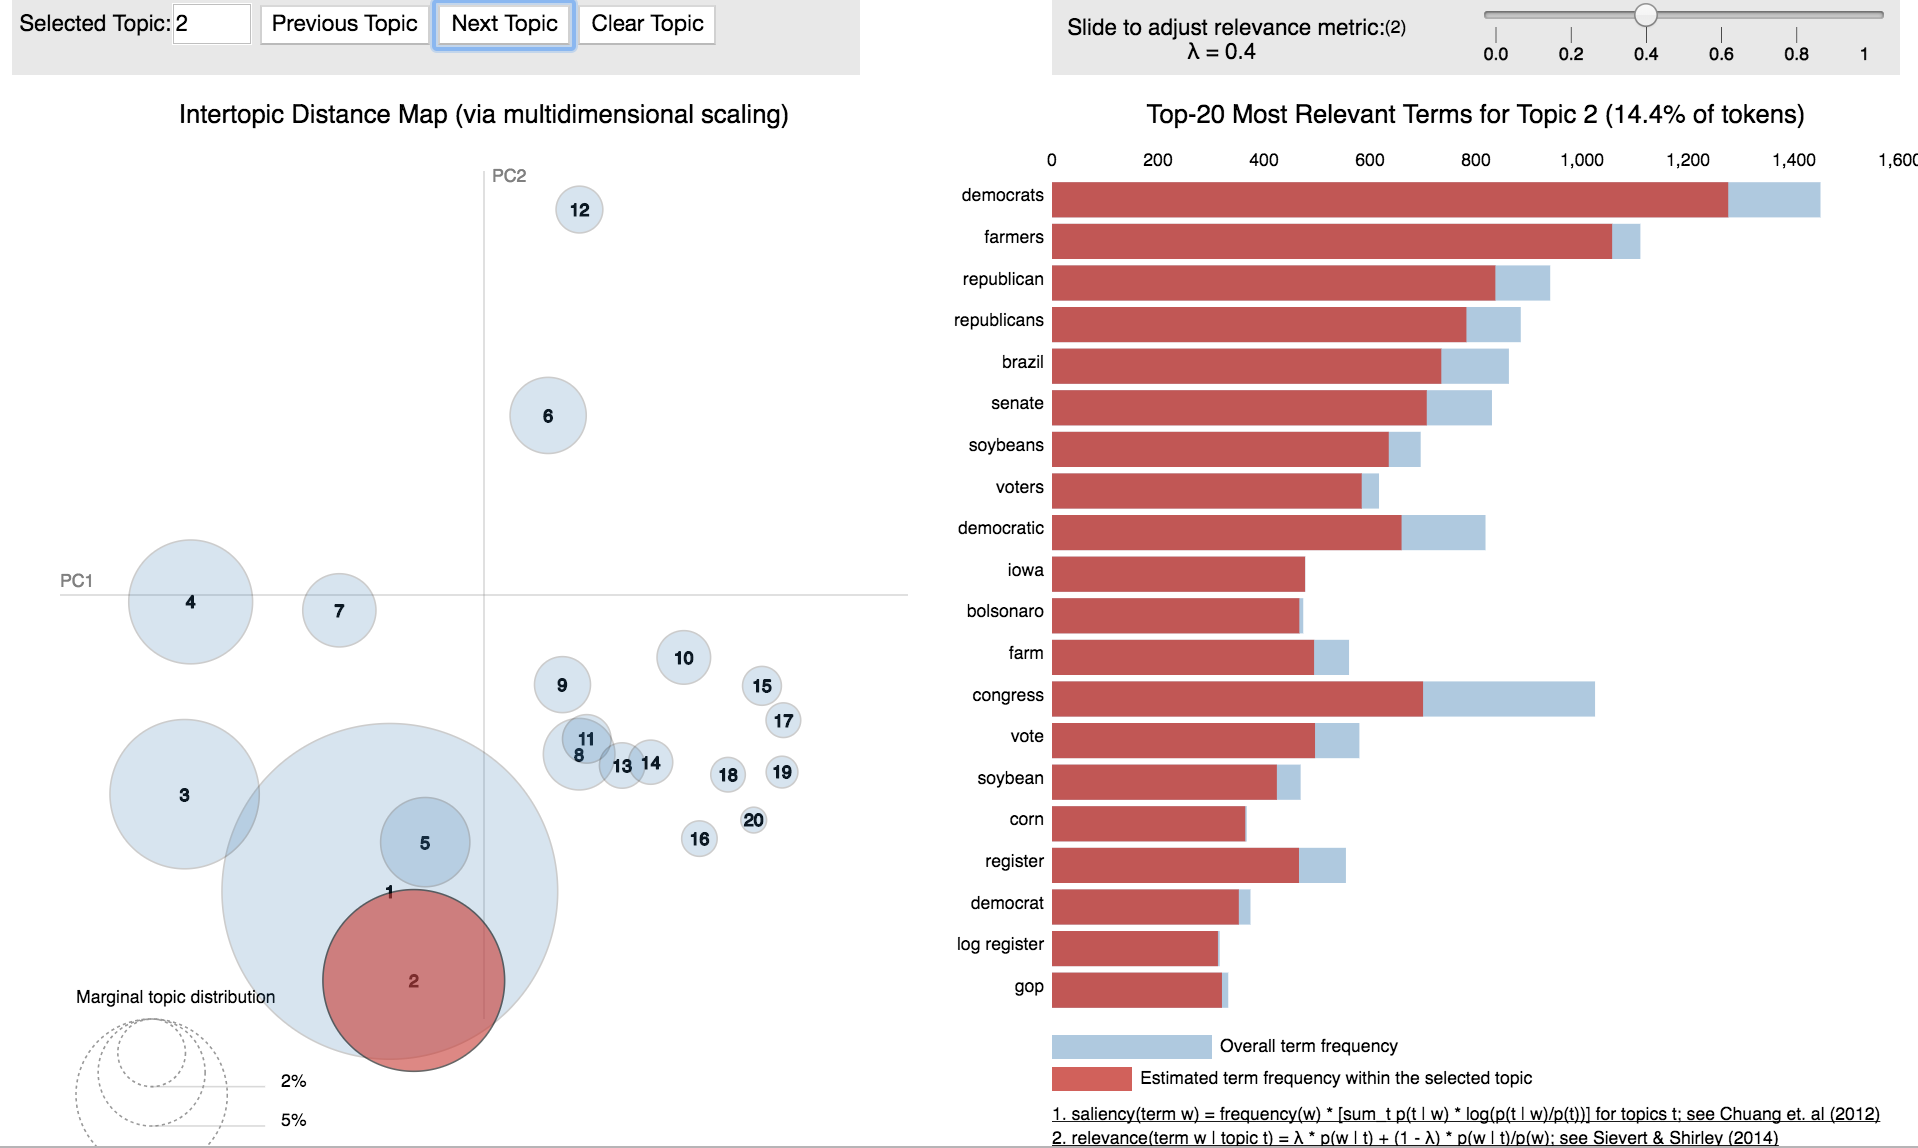 Selected Topic: 2 Previous Topic Next Topic Clear Topic
Slide to adjust relevance metric:(2)
λ = 0.4
0.0 0.2 0.4 0.6 0.8 1
Intertopic Distance Map (via multidimensional scaling)
PC2
12
6
PC1
4
7
10
9
15
17
11
8
13
14
18
19
3
20
16
5
1
2
Marginal topic distribution
2%
5%
Top-20 Most Relevant Terms for Topic 2 (14.4% of tokens)
0 200 400 600 800 1,000 1,200 1,400 1,600
democrats
farmers
republican
republicans
brazil
senate
soybeans
voters
democratic
iowa
bolsonaro
farm
congress
vote
soybean
corn
register
democrat
log register
gop
Overall term frequency
Estimated term frequency within the selected topic
1. saliency(term w) = frequency(w) * [sum_t p(t | w) * log(p(t | w)/p(t))] for topics t; see Chuang et. al (2012)
2. relevance(term w | topic t) = λ * p(w | t) + (1 - λ) * p(w | t)/p(w); see Sievert & Shirley (2014)